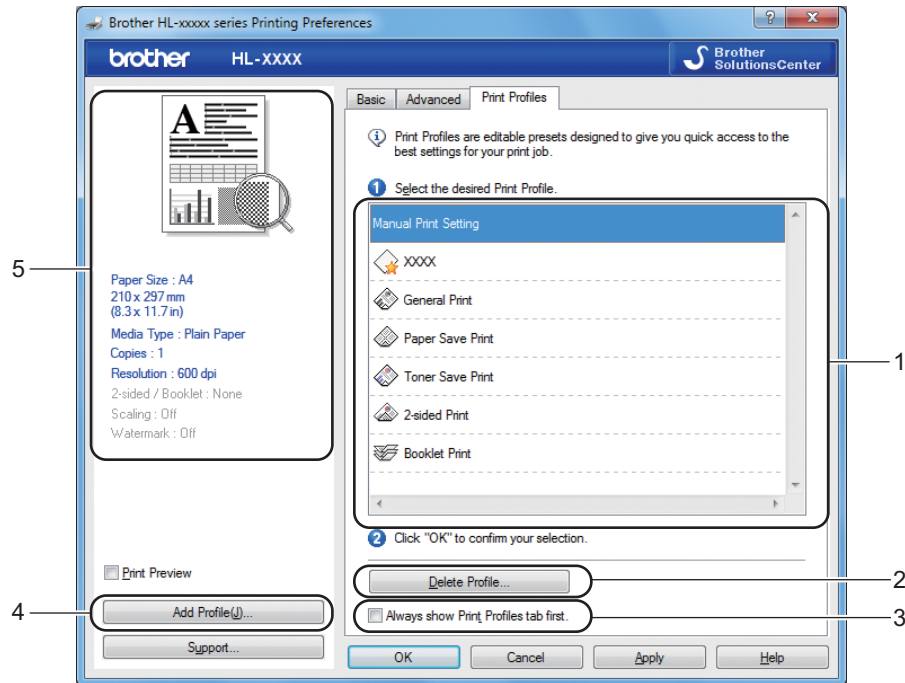 Brother HL-xxxxx series Printing Preferences
brother HL-XXXX
Brother
SolutionsCenter
A
Paper Size : A4
210 x 297 mm
(8.3 x 11.7 in)
Media Type : Plain Paper
Copies : 1
Resolution : 600 dpi
2-sided / Booklet : None
Scaling : Off
Watermark : Off
Print Preview
Add Profile(J)...
Support...
Basic Advanced Print Profiles
Print Profiles are editable presets designed to give you quick access to the
best settings for your print job.
1 Select the desired Print Profile.
Manual Print Setting
XXXX
General Print
Paper Save Print
Toner Save Print
2-sided Print
Booklet Print
2 Click "OK" to confirm your selection.
Delete Profile...
Always show Print Profiles tab first.
OK Cancel Apply Help
5
4
1
2
3